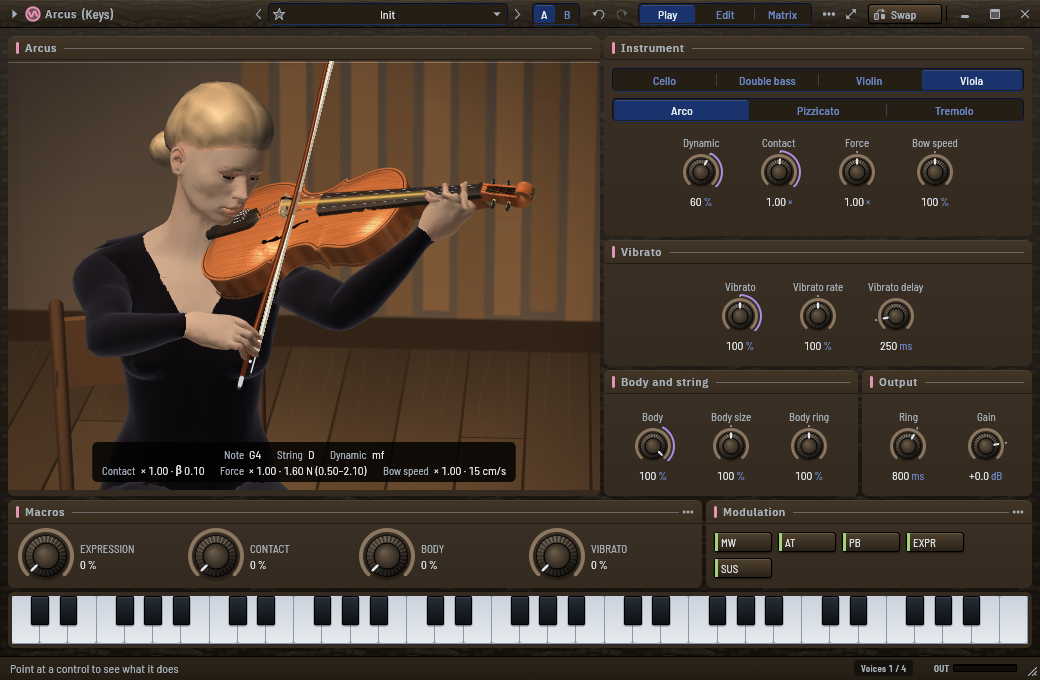 Arcus (Keys)
Init
A B
Play Edit Matrix
Swap
Arcus
Instrument
Cello Double bass Violin Viola
Arco Pizzicato Tremolo
Dynamic Contact Force Bow speed
60 % 1.00 × 1.00 × 100 %
Vibrato
Vibrato Vibrato rate Vibrato delay
100 % 100 % 250 ms
Body and string
Body Body size Body ring
100 % 100 % 100 %
Output
Ring Gain
800 ms +0.0 dB
Note G4 String D Dynamic mf
Contact × 1.00 · β 0.10 Force × 1.00 · 1.60 N (0.50–2.10) Bow speed × 1.00 · 15 cm/s
Macros
EXPRESSION CONTACT BODY VIBRATO
0 % 0 % 0 % 0 %
Modulation
MW AT PB EXPR
SUS
Point at a control to see what it does
Voices 1 / 4 OUT